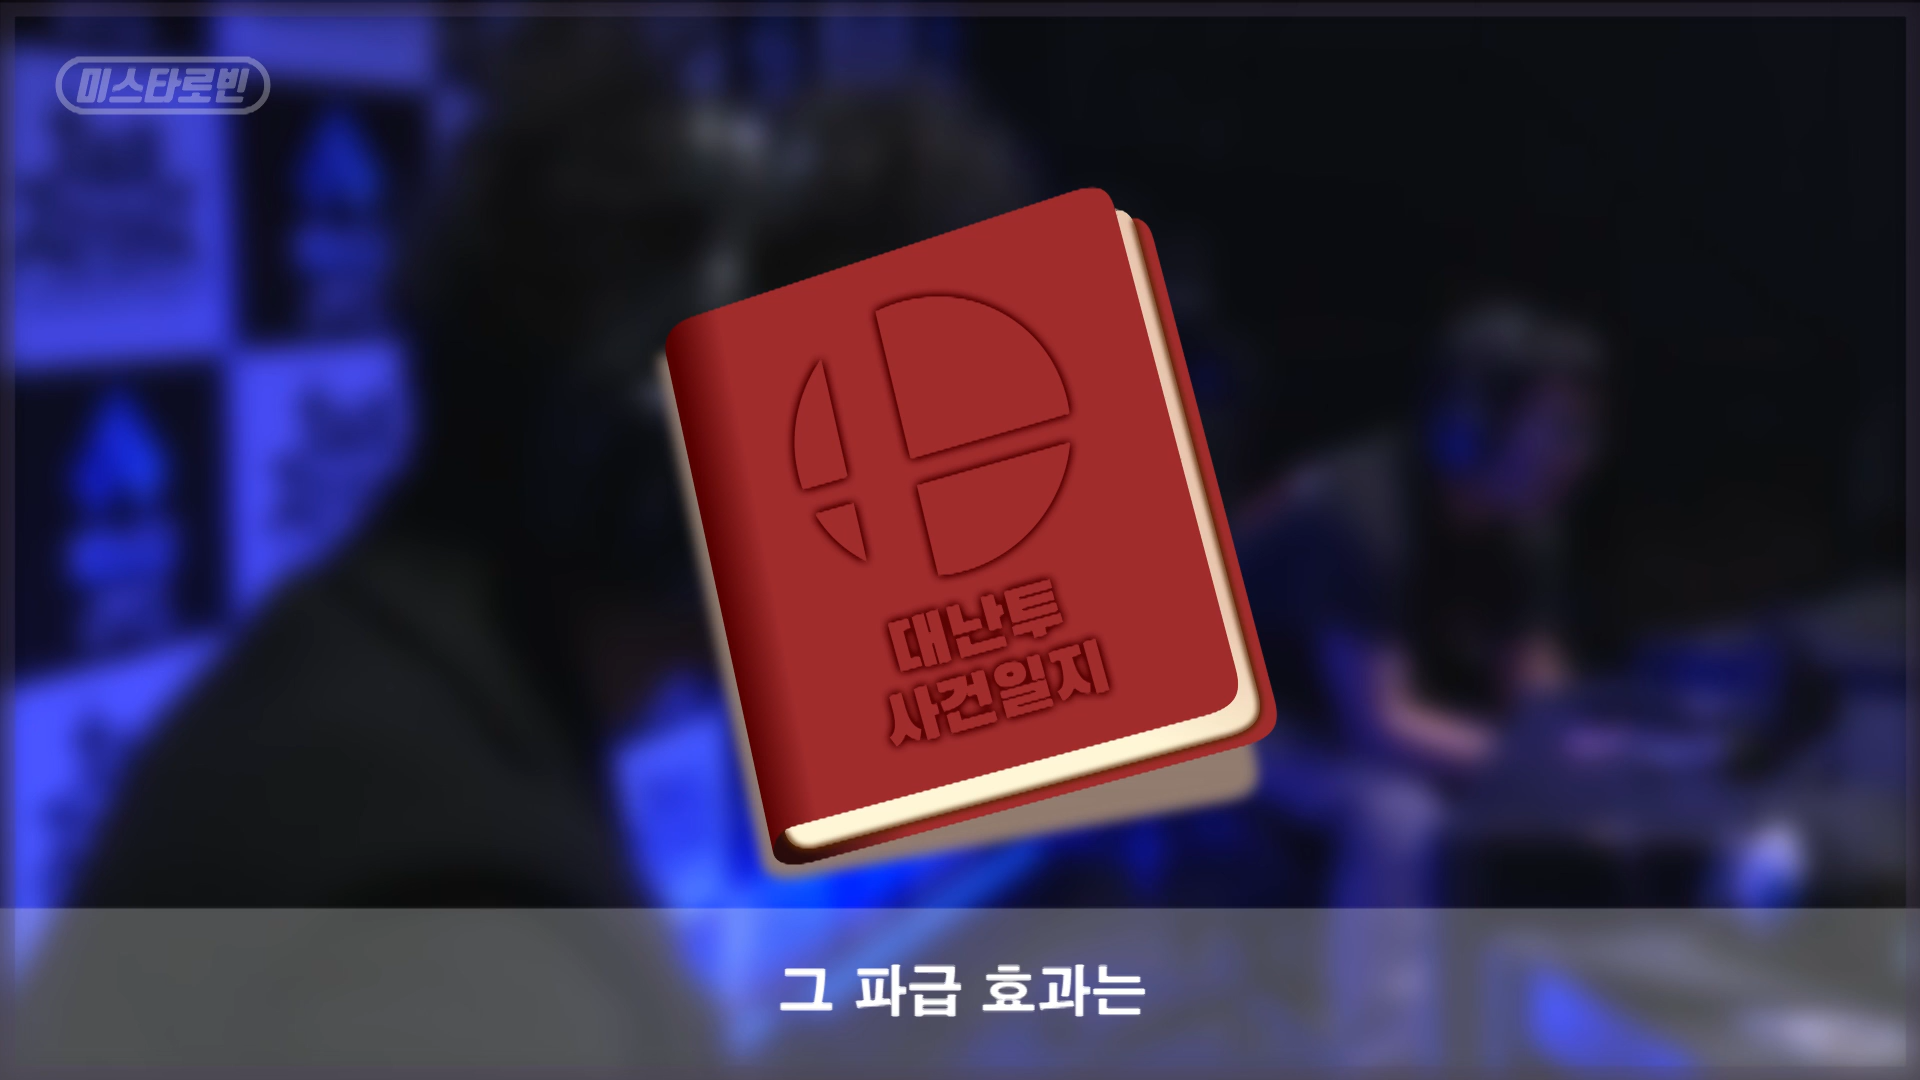 미스타로빈
대난투
사건일지
그 파급 효과는